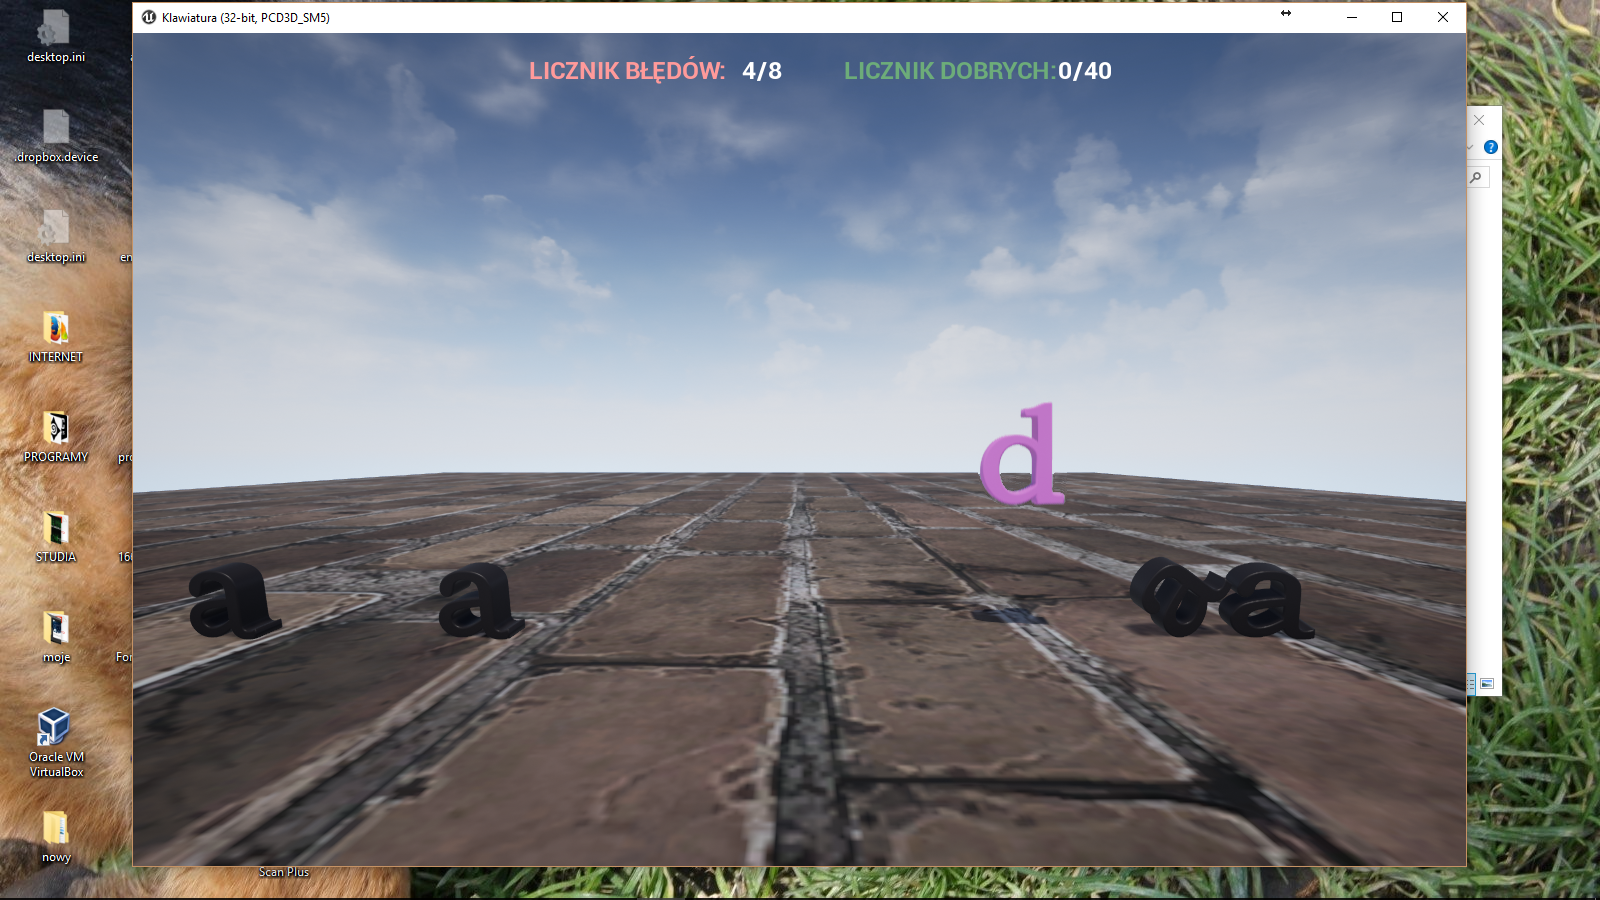 Klawiatura (32-bit, PCD3D_SM5)
LICZNIK BŁĘDÓW: 4/8 LICZNIK DOBRYCH:0/40
d
a a a a
desktop.ini
.dropbox.device
desktop.ini
INTERNET
PROGRAMY
STUDIA
moje
Oracle VM
VirtualBox
nowy
Scan Plus